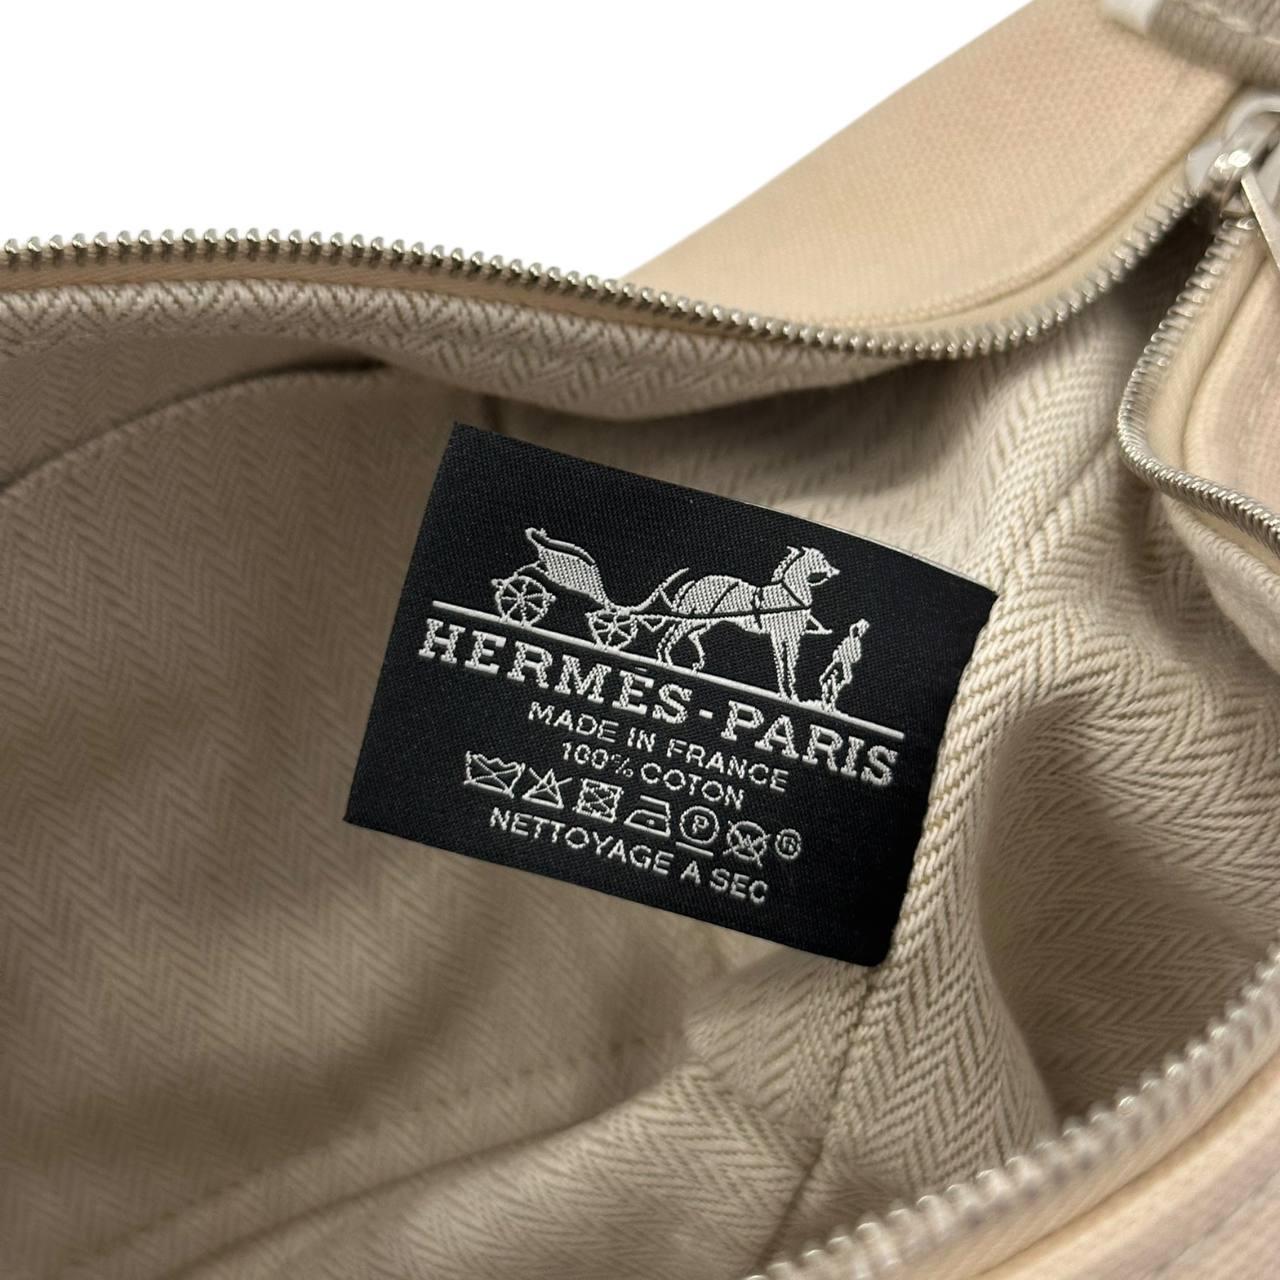 HERMÈS-PARIS
MADE IN FRANCE
100% COTON
P W ®
NETTOYAGE A SEC